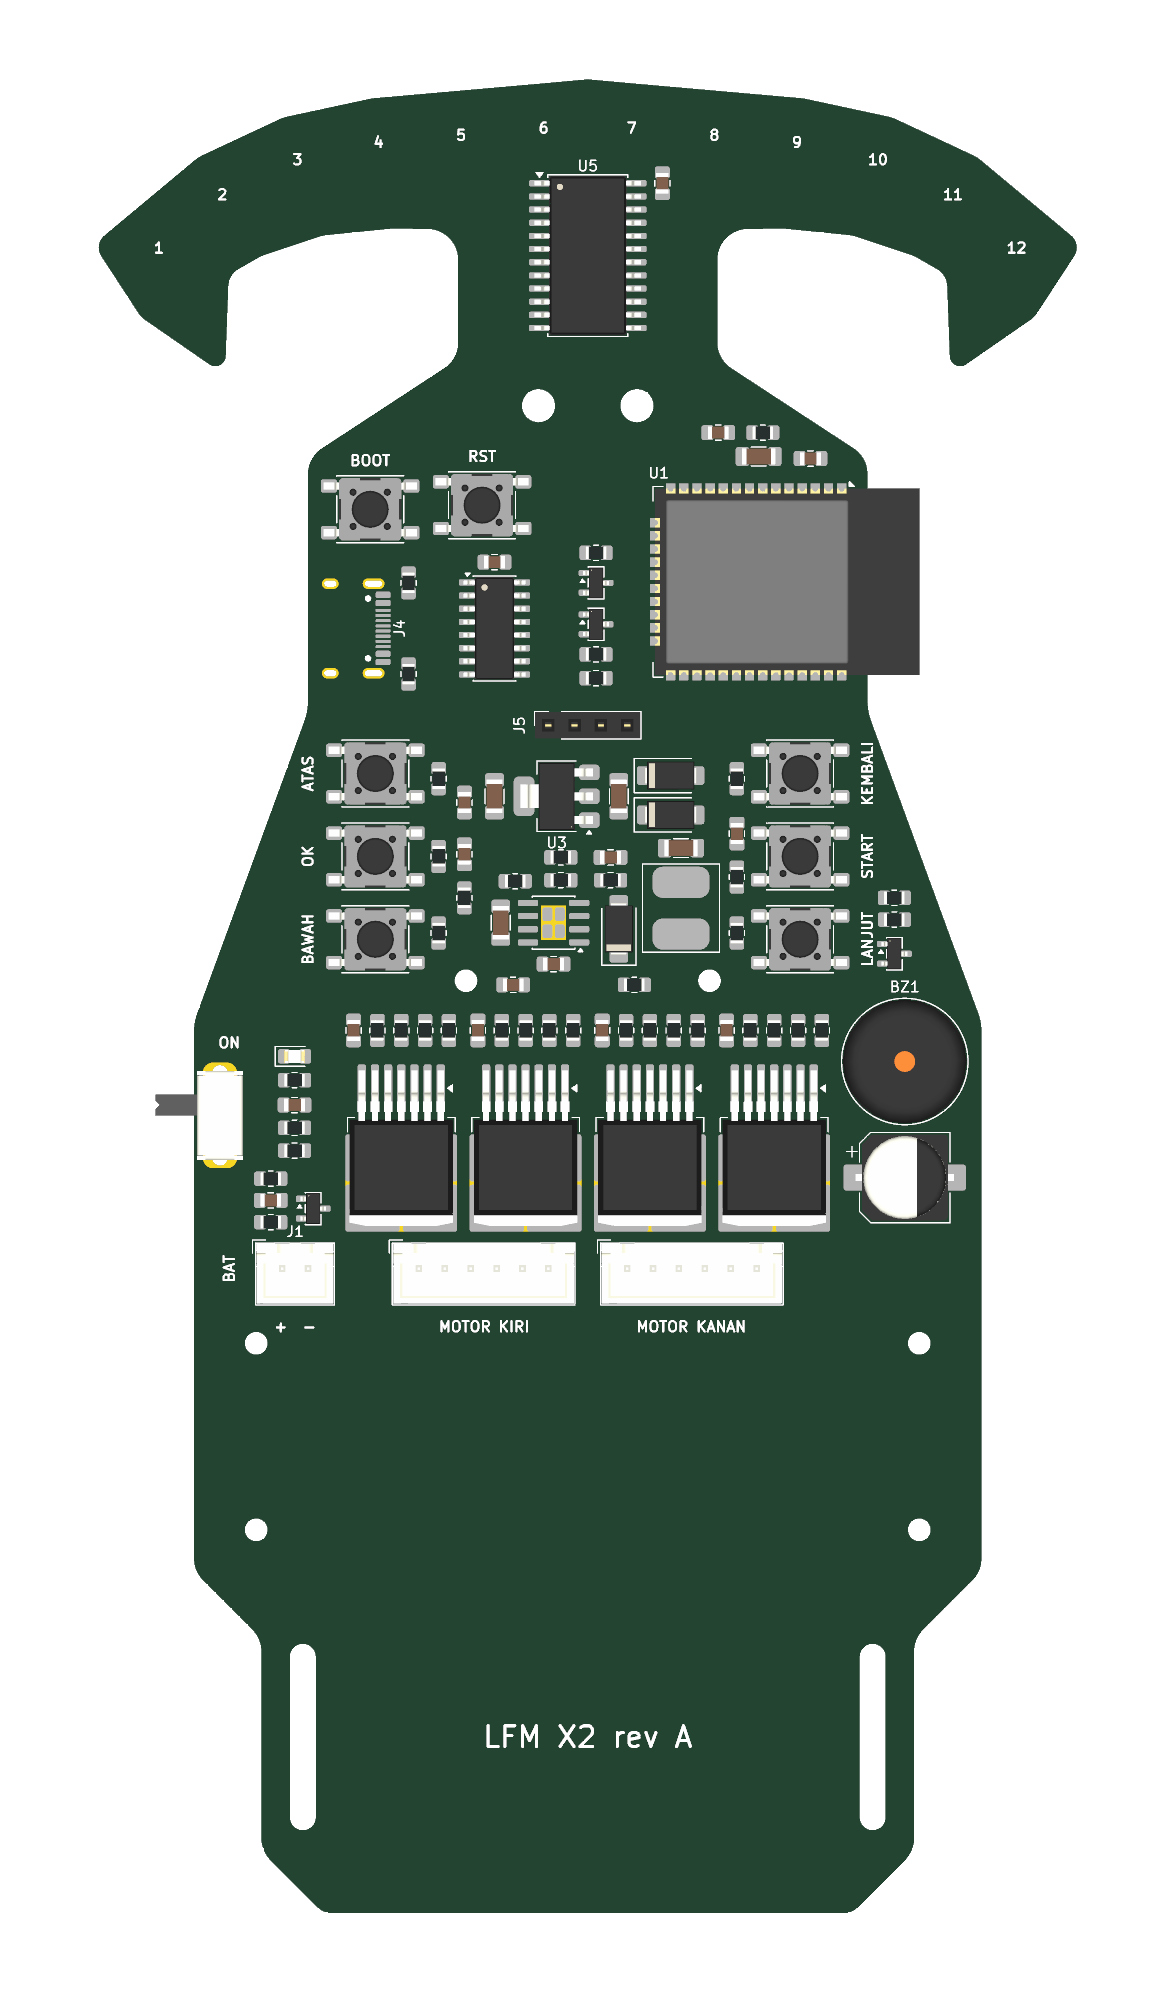 1
2
3
4
5
6
7
8
9
10
11
12
U5
BOOT
RST
U1
J4
J5
ATAS
KEMBALI
U3
OK
START
BAWAH
LANJUT
BZ1
ON
+
J1
BAT
+ -
MOTOR KIRI
MOTOR KANAN
LFM X2 rev A